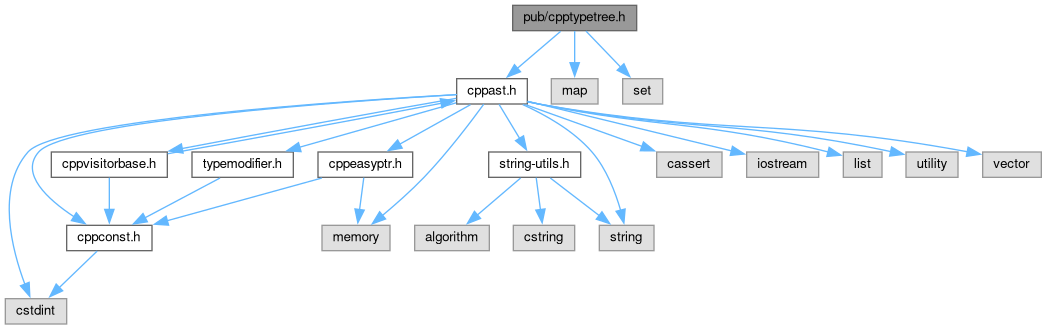 pub/cpptypetree.h
cppast.h
map
set
cppvisitorbase.h
typemodifier.h
cppeasyptr.h
string-utils.h
cassert
iostream
list
utility
vector
cppconst.h
memory
algorithm
cstring
string
cstdint